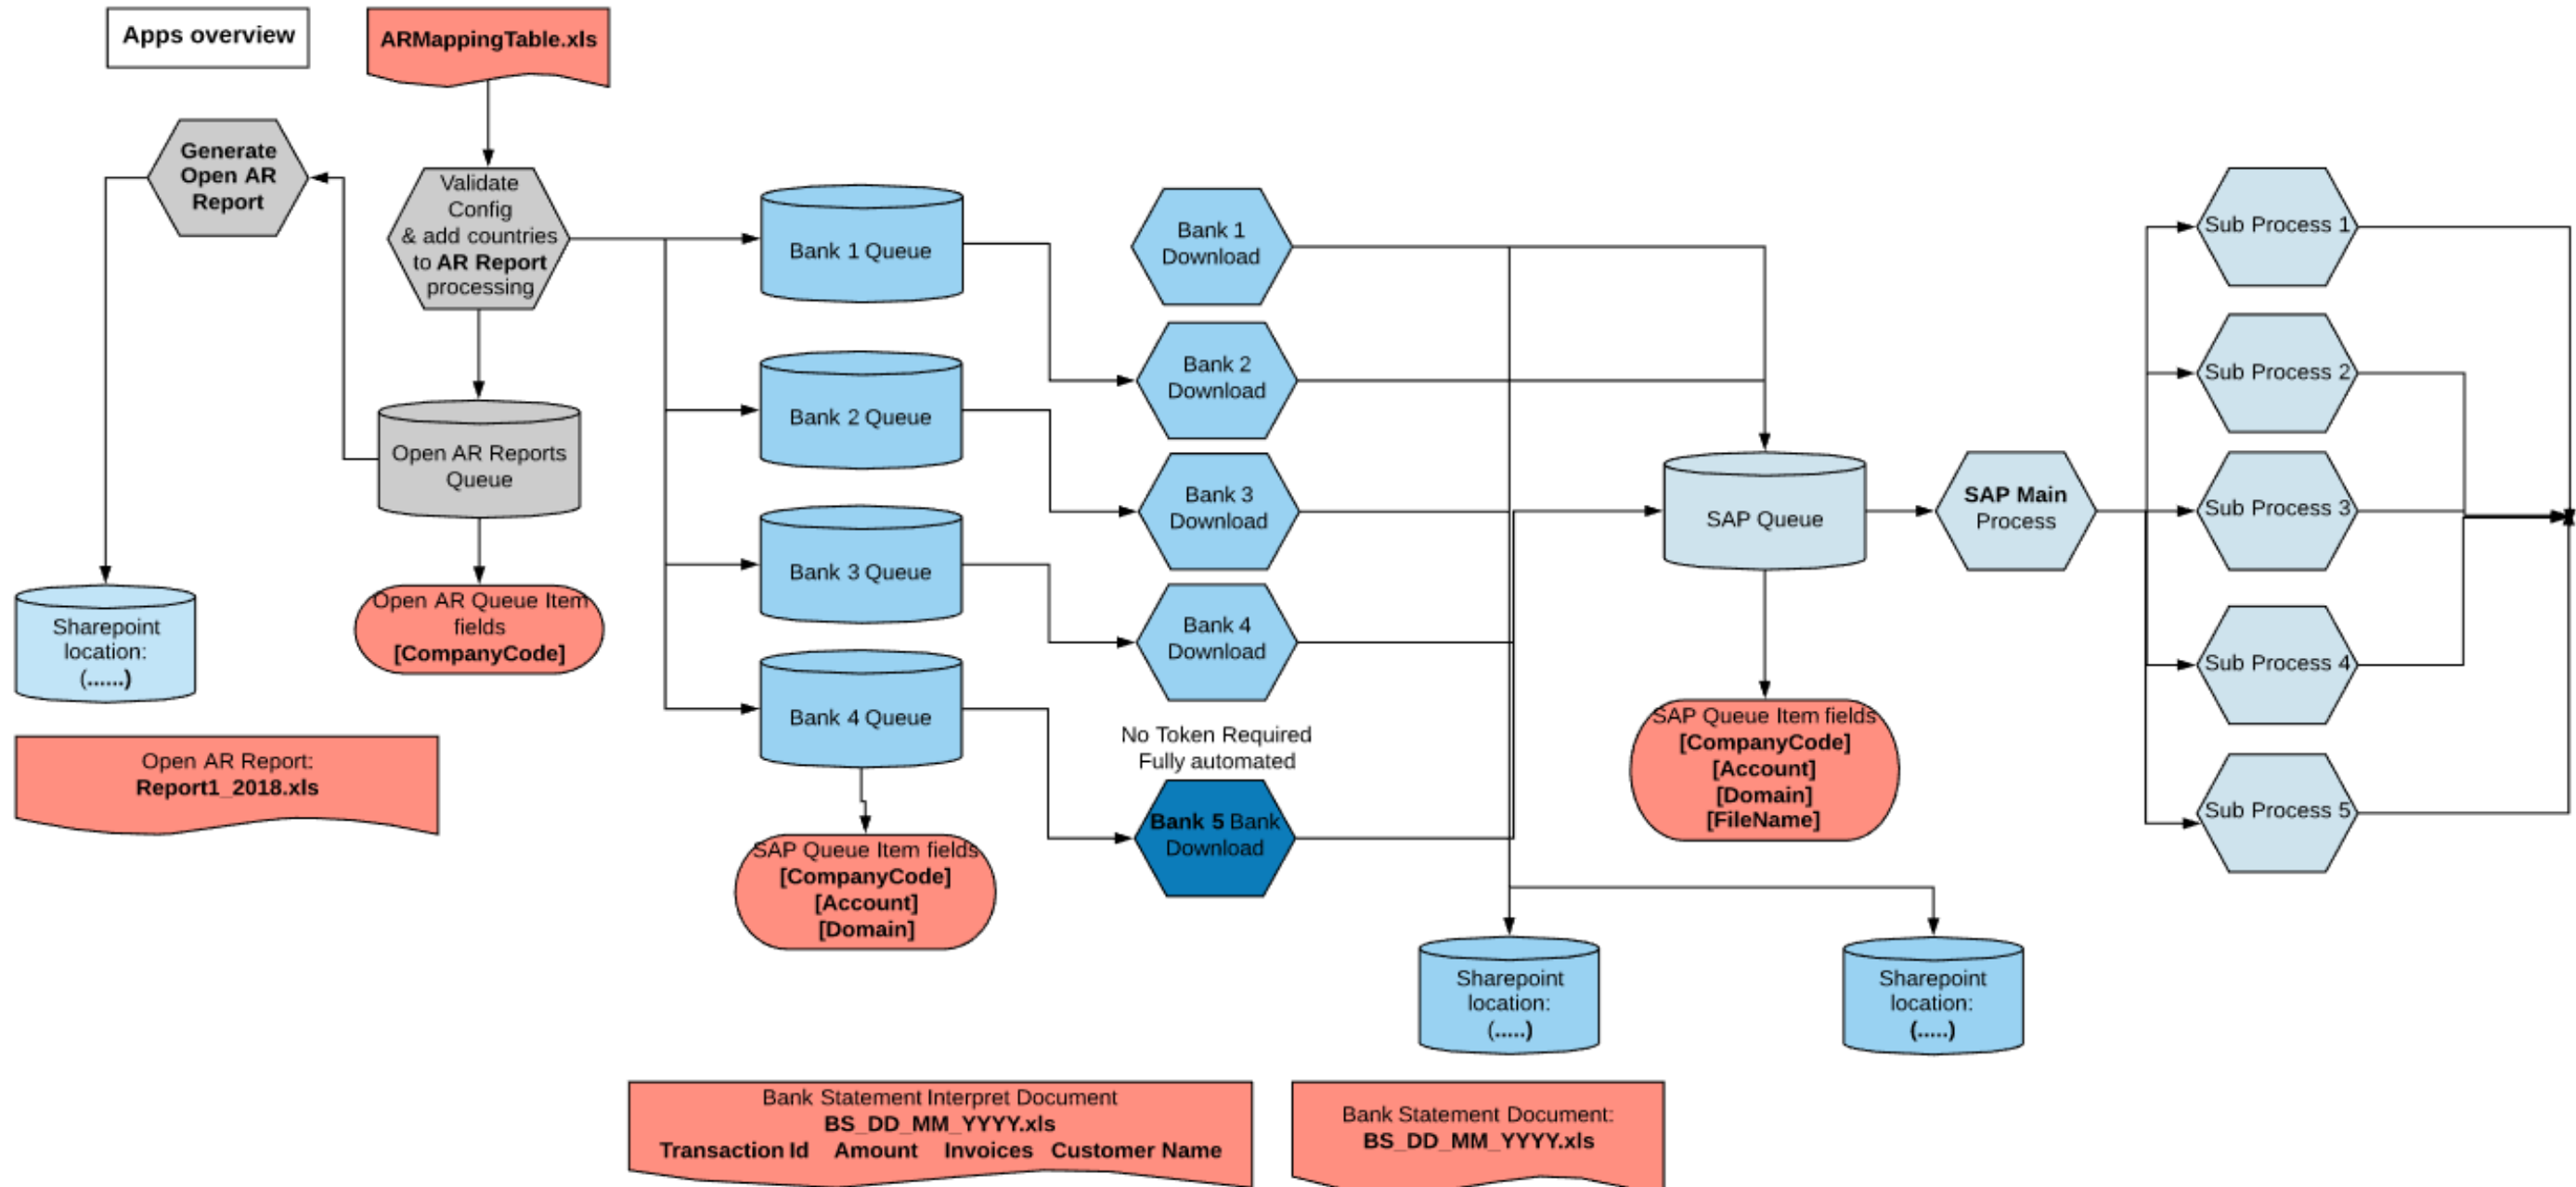 Apps overview
ARMappingTable.xls
Generate
Open AR
Report
Validate
Config
& add countries
to AR Report
processing
Open AR Reports
Queue
Open AR Queue Item
fields
[CompanyCode]
Sharepoint
location:
(......)
Open AR Report:
Report1_2018.xls
Bank 1 Queue
Bank 2 Queue
Bank 3 Queue
Bank 4 Queue
SAP Queue Item fields
[CompanyCode]
[Account]
[Domain]
Bank 1
Download
Bank 2
Download
Bank 3
Download
Bank 4
Download
No Token Required
Fully automated
Bank 5 Bank
Download
SAP Queue
SAP Queue Item fields
[CompanyCode]
[Account]
[Domain]
[FileName]
SAP Main
Process
Sub Process 1
Sub Process 2
Sub Process 3
Sub Process 4
Sub Process 5
Sharepoint
location:
(.....)
Sharepoint
location:
(.....)
Bank Statement Interpret Document
BS_DD_MM_YYYY.xls
Transaction Id Amount Invoices Customer Name
Bank Statement Document:
BS_DD_MM_YYYY.xls